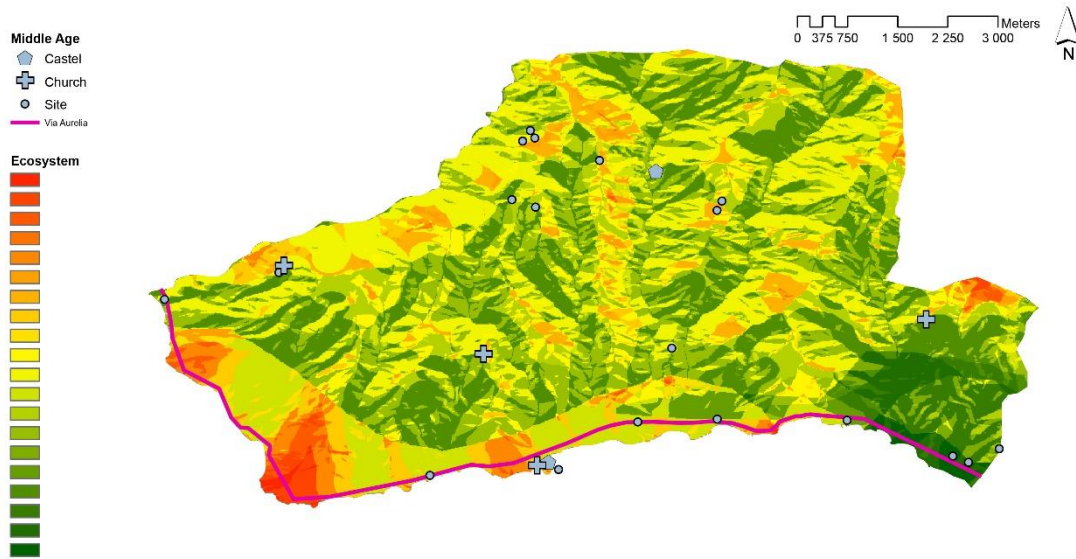 Middle Age
Castel
Church
Site
Via Aurelia
Ecosystem
Meters
0 375 750 1 500 2 250 3 000
N